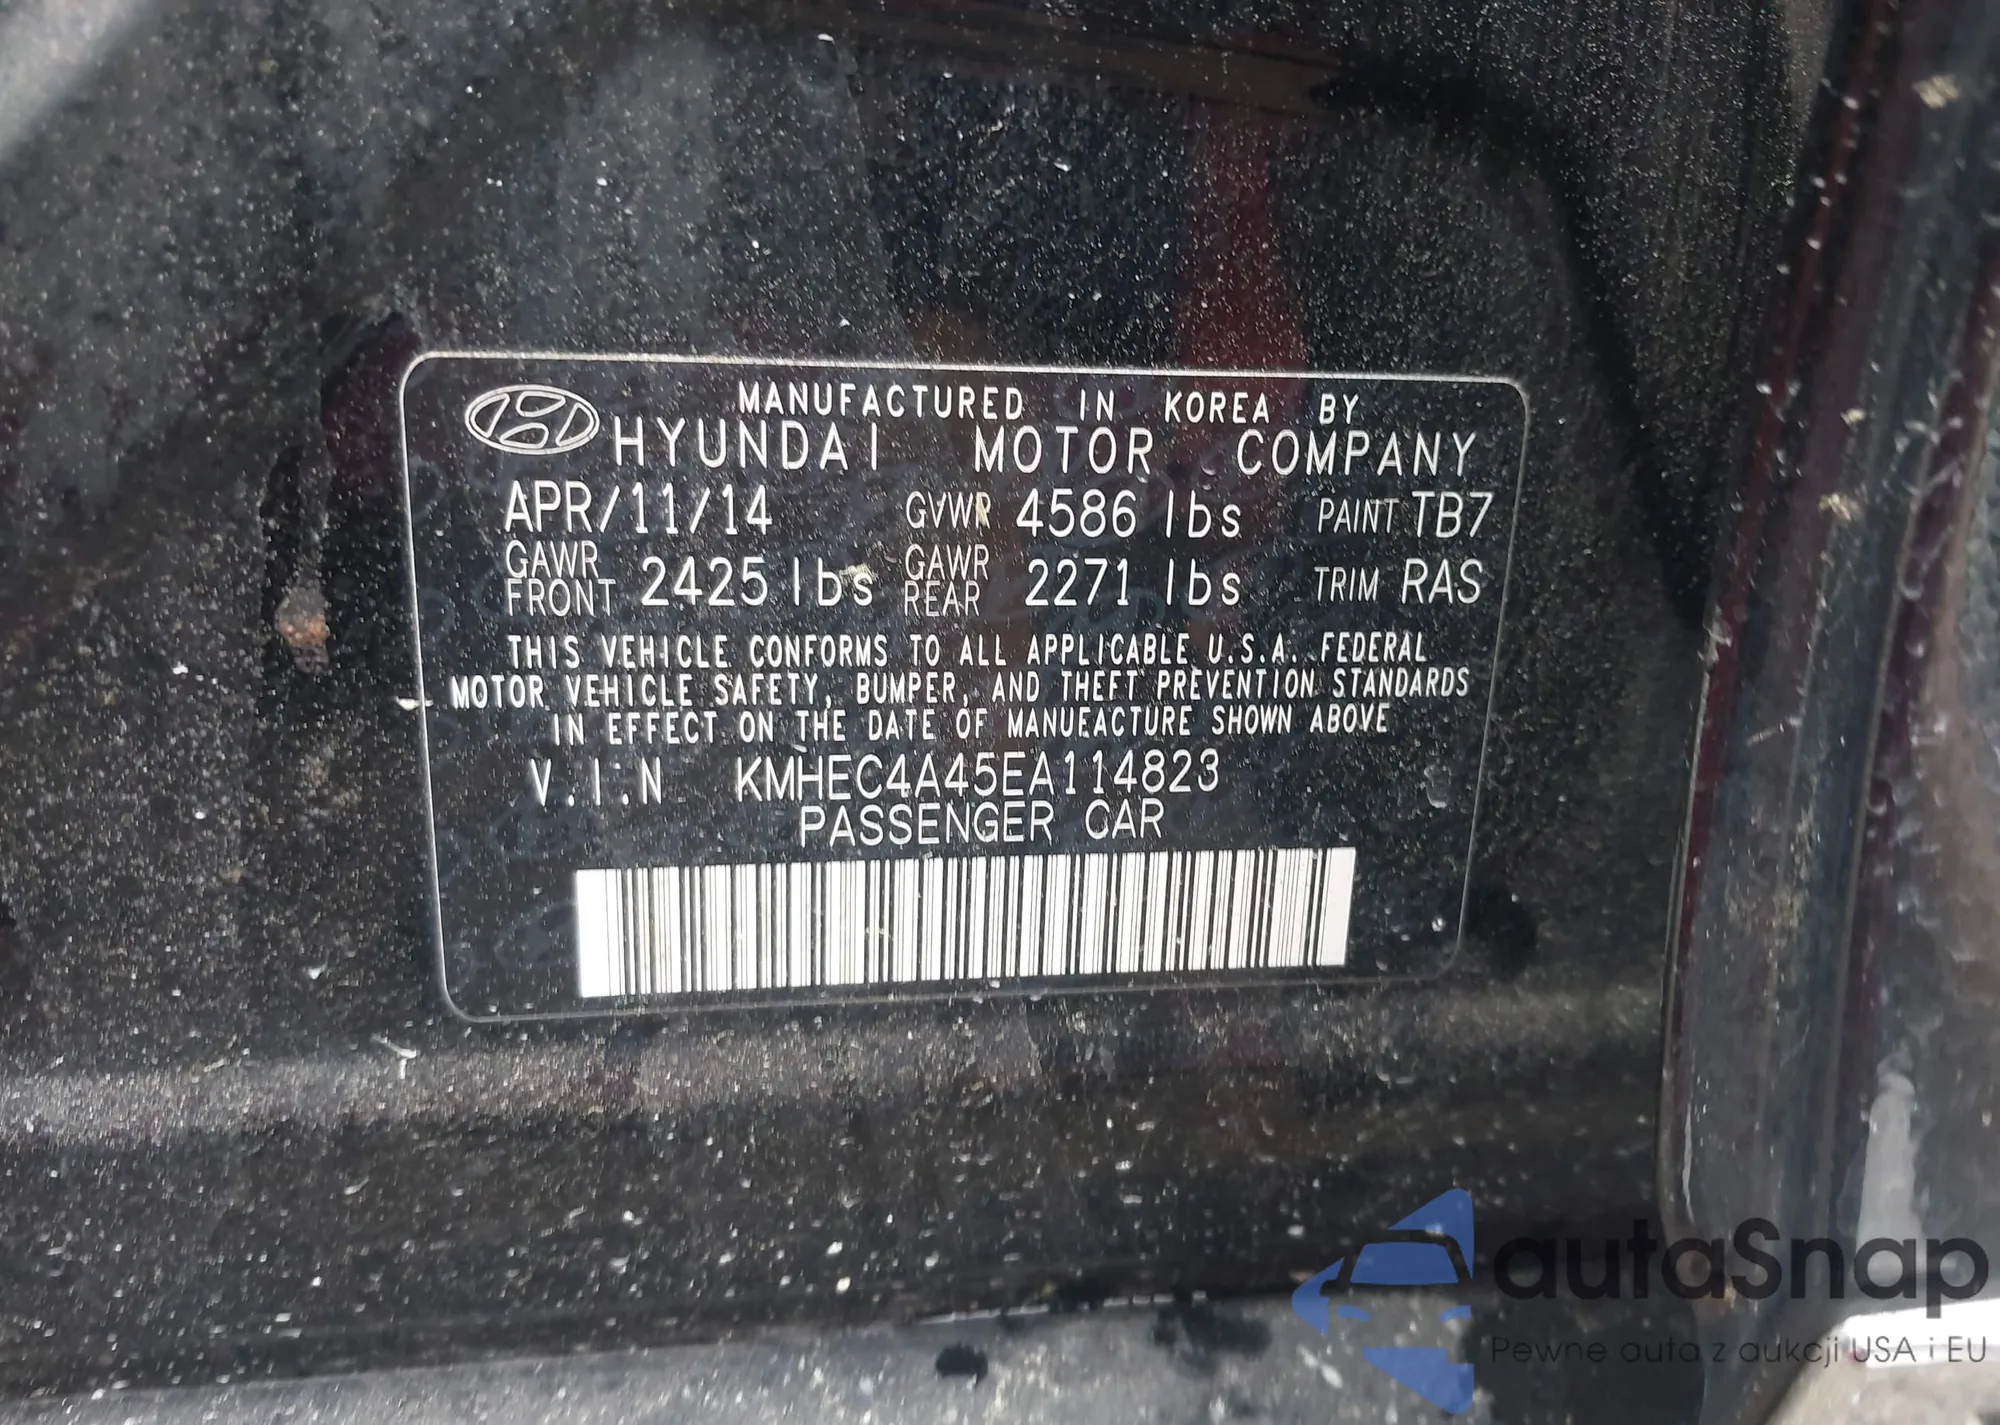 MANUFACTURED IN KOREA BY
HYUNDAI MOTOR COMPANY
APR/11/14 GVWR 4586 lbs PAINT TB7
GAWR FRONT 2425 lbs GAWR REAR 2271 lbs TRIM RAS
THIS VEHICLE CONFORMS TO ALL APPLICABLE U.S.A. FEDERAL
MOTOR VEHICLE SAFETY, BUMPER, AND THEFT PREVENTION STANDARDS
IN EFFECT ON THE DATE OF MANUFACTURE SHOWN ABOVE
V.I.N KMHEC4A45EA114823
PASSENGER CAR
autaSnap
Pewne auta z aukcji USA i EU